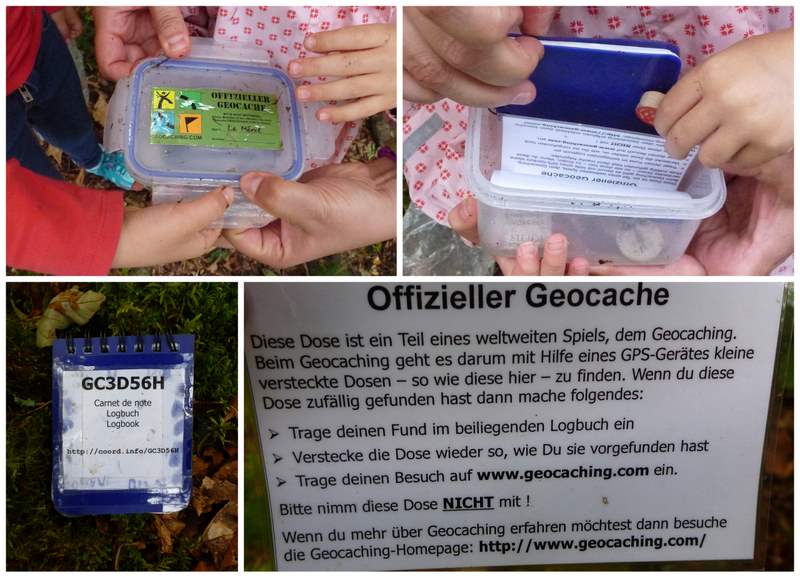 OFFIZIELLER
GEOCACHE
GEOCACHING.COM
Offizieller Geocache
GC3D56H
Carnet de note
Logbuch
Logbook
http://coord.info/GC3D56H
Offizieller Geocache
Diese Dose ist ein Teil eines weltweiten Spiels, dem Geocaching.
Beim Geocaching geht es darum mit Hilfe eines GPS-Gerätes kleine
versteckte Dosen – so wie diese hier – zu finden. Wenn du diese
Dose zufällig gefunden hast dann mache folgendes:
➢ Trage deinen Fund im beiliegenden Logbuch ein
➢ Verstecke die Dose wieder so, wie Du sie vorgefunden hast
➢ Trage deinen Besuch auf www.geocaching.com ein.
Bitte nimm diese Dose NICHT mit !
Wenn du mehr über Geocaching erfahren möchtest dann besuche
die Geocaching-Homepage: http://www.geocaching.com/